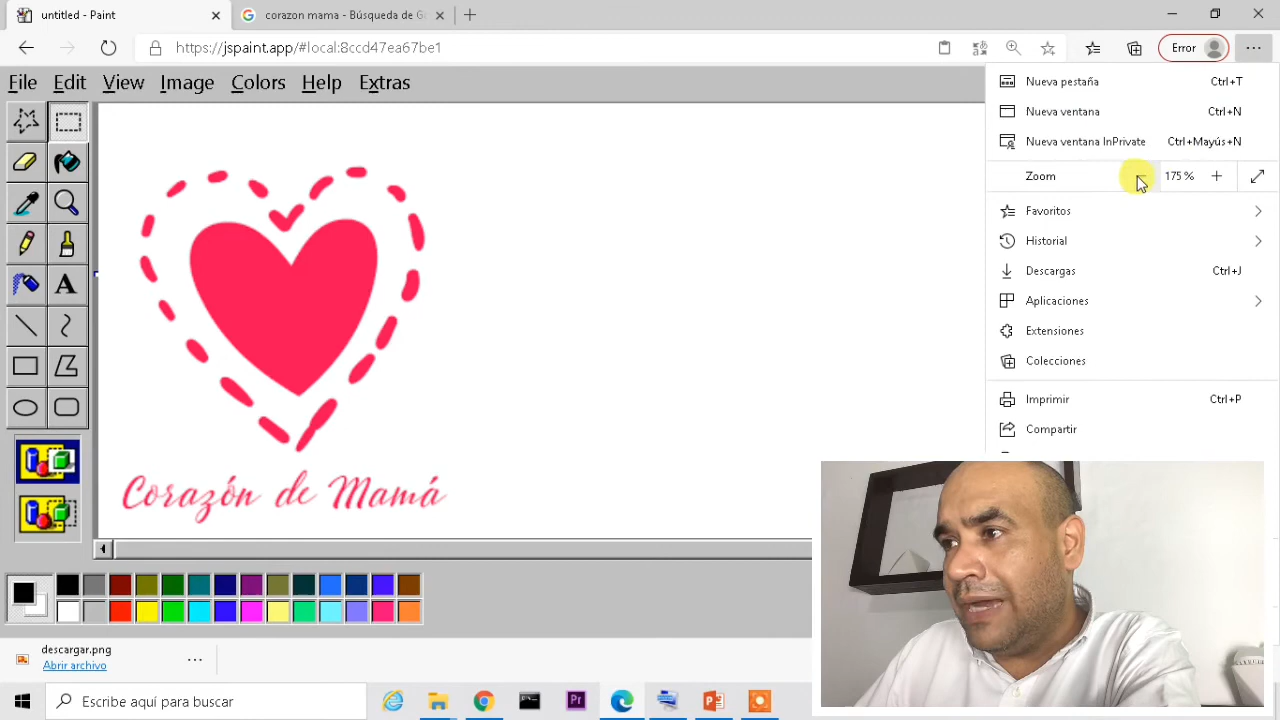 untitled - Paint
corazon mama - Búsqueda de G
https://jspaint.app/#local:8ccd47ea67be1
Error
File Edit View Image Colors Help Extras
Nueva pestaña Ctrl+T
Nueva ventana Ctrl+N
Nueva ventana InPrivate Ctrl+Mayús+N
Zoom 175 %
Favoritos
Historial
Descargas Ctrl+J
Aplicaciones
Extensiones
Colecciones
Imprimir Ctrl+P
Compartir
Corazón de Mamá
descargar.png
Abrir archivo
Escribe aquí para buscar